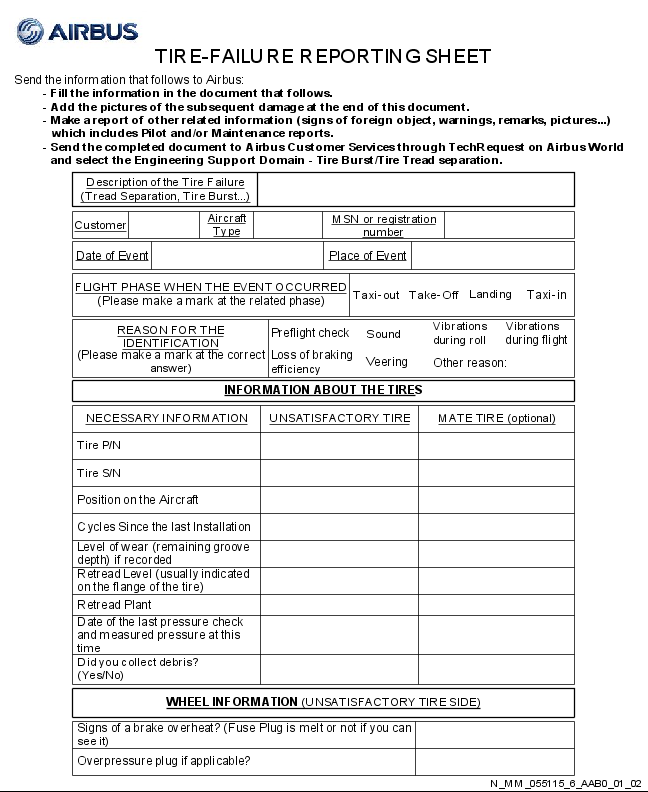 AIRBUS
TIRE-FAILURE REPORTING SHEET
Send the information that follows to Airbus:
- Fill the information in the document that follows.
- Add the pictures of the subsequent damage at the end of this document.
- Make a report of other related information (signs of foreign object, warnings, remarks, pictures...)
which includes Pilot and/or Maintenance reports.
- Send the completed document to Airbus Customer Services through TechRequest on Airbus World
and select the Engineering Support Domain - Tire Burst/Tire Tread separation.
Description of the Tire Failure
(Tread Separation, Tire Burst...)
Customer
Aircraft
Type
MSN or registration
number
Date of Event
Place of Event
FLIGHT PHASE WHEN THE EVENT OCCURRED
(Please make a mark at the related phase)
Taxi-out Take-Off Landing Taxi-in
REASON FOR THE
IDENTIFICATION
(Please make a mark at the correct
answer)
Preflight check
Sound
Vibrations
during roll
Vibrations
during flight
Loss of braking
efficiency
Veering
Other reason:
INFORMATION ABOUT THE TIRES
NECESSARY INFORMATION UNSATISFACTORY TIRE MATE TIRE (optional)
Tire P/N
Tire S/N
Position on the Aircraft
Cycles Since the last Installation
Level of wear (remaining groove
depth) if recorded
Retread Level (usually indicated
on the flange of the tire)
Retread Plant
Date of the last pressure check
and measured pressure at this
time
Did you collect debris?
(Yes/No)
WHEEL INFORMATION (UNSATISFACTORY TIRE SIDE)
Signs of a brake overheat? (Fuse Plug is melt or not if you can
see it)
Overpressure plug if applicable?
N_MM_055115_6_AAB0_01_02